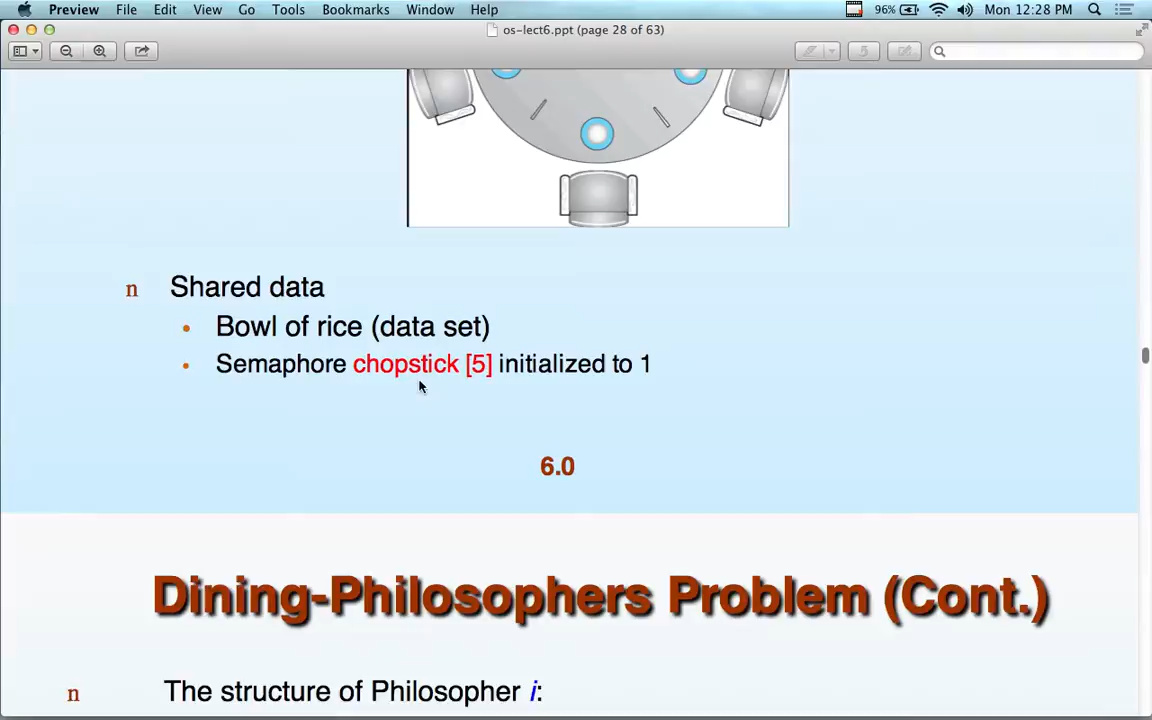 Preview File Edit View Go Tools Bookmarks Window Help 96% Mon 12:28 PM
os-lect6.ppt (page 28 of 63)
n Shared data
• Bowl of rice (data set)
• Semaphore chopstick [5] initialized to 1
6.0
Dining-Philosophers Problem (Cont.)
n The structure of Philosopher i: